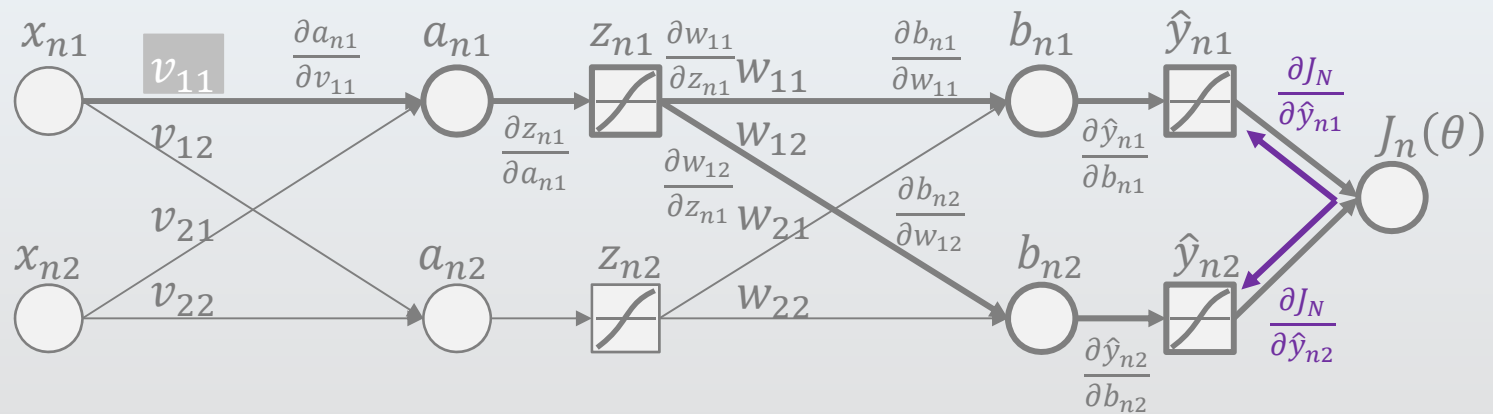 x_{n1} v_{11} ∂a_{n1}/∂v_{11} a_{n1} z_{n1} ∂w_{11}/∂z_{n1} w_{11} ∂b_{n1}/∂w_{11} b_{n1} ŷ_{n1} ∂J_N/∂ŷ_{n1}
v_{12} ∂z_{n1}/∂a_{n1} w_{12} ∂ŷ_{n1}/∂b_{n1} J_n(θ)
v_{21} ∂w_{12}/∂z_{n1} w_{21} ∂b_{n2}/∂w_{12}
x_{n2} v_{22} a_{n2} z_{n2} w_{22} b_{n2} ŷ_{n2} ∂J_N/∂ŷ_{n2}
∂ŷ_{n2}/∂b_{n2}